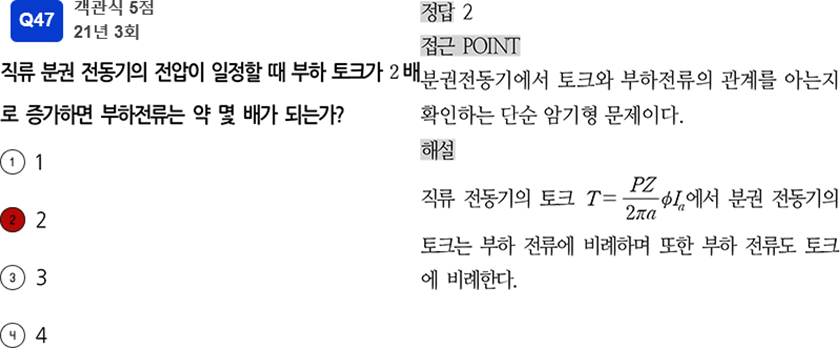 Q47
객관식 5점
21년 3회
직류 분권 전동기의 전압이 일정할 때 부하 토크가 2배
로 증가하면 부하전류는 약 몇 배가 되는가?
① 1
② 2
③ 3
④ 4
정답 2
접근 POINT
분권전동기에서 토크와 부하전류의 관계를 아는지
확인하는 단순 암기형 문제이다.
해설
직류 전동기의 토크 T = PZ/2πa ϕIₐ에서 분권 전동기의
토크는 부하 전류에 비례하며 또한 부하 전류도 토크
에 비례한다.